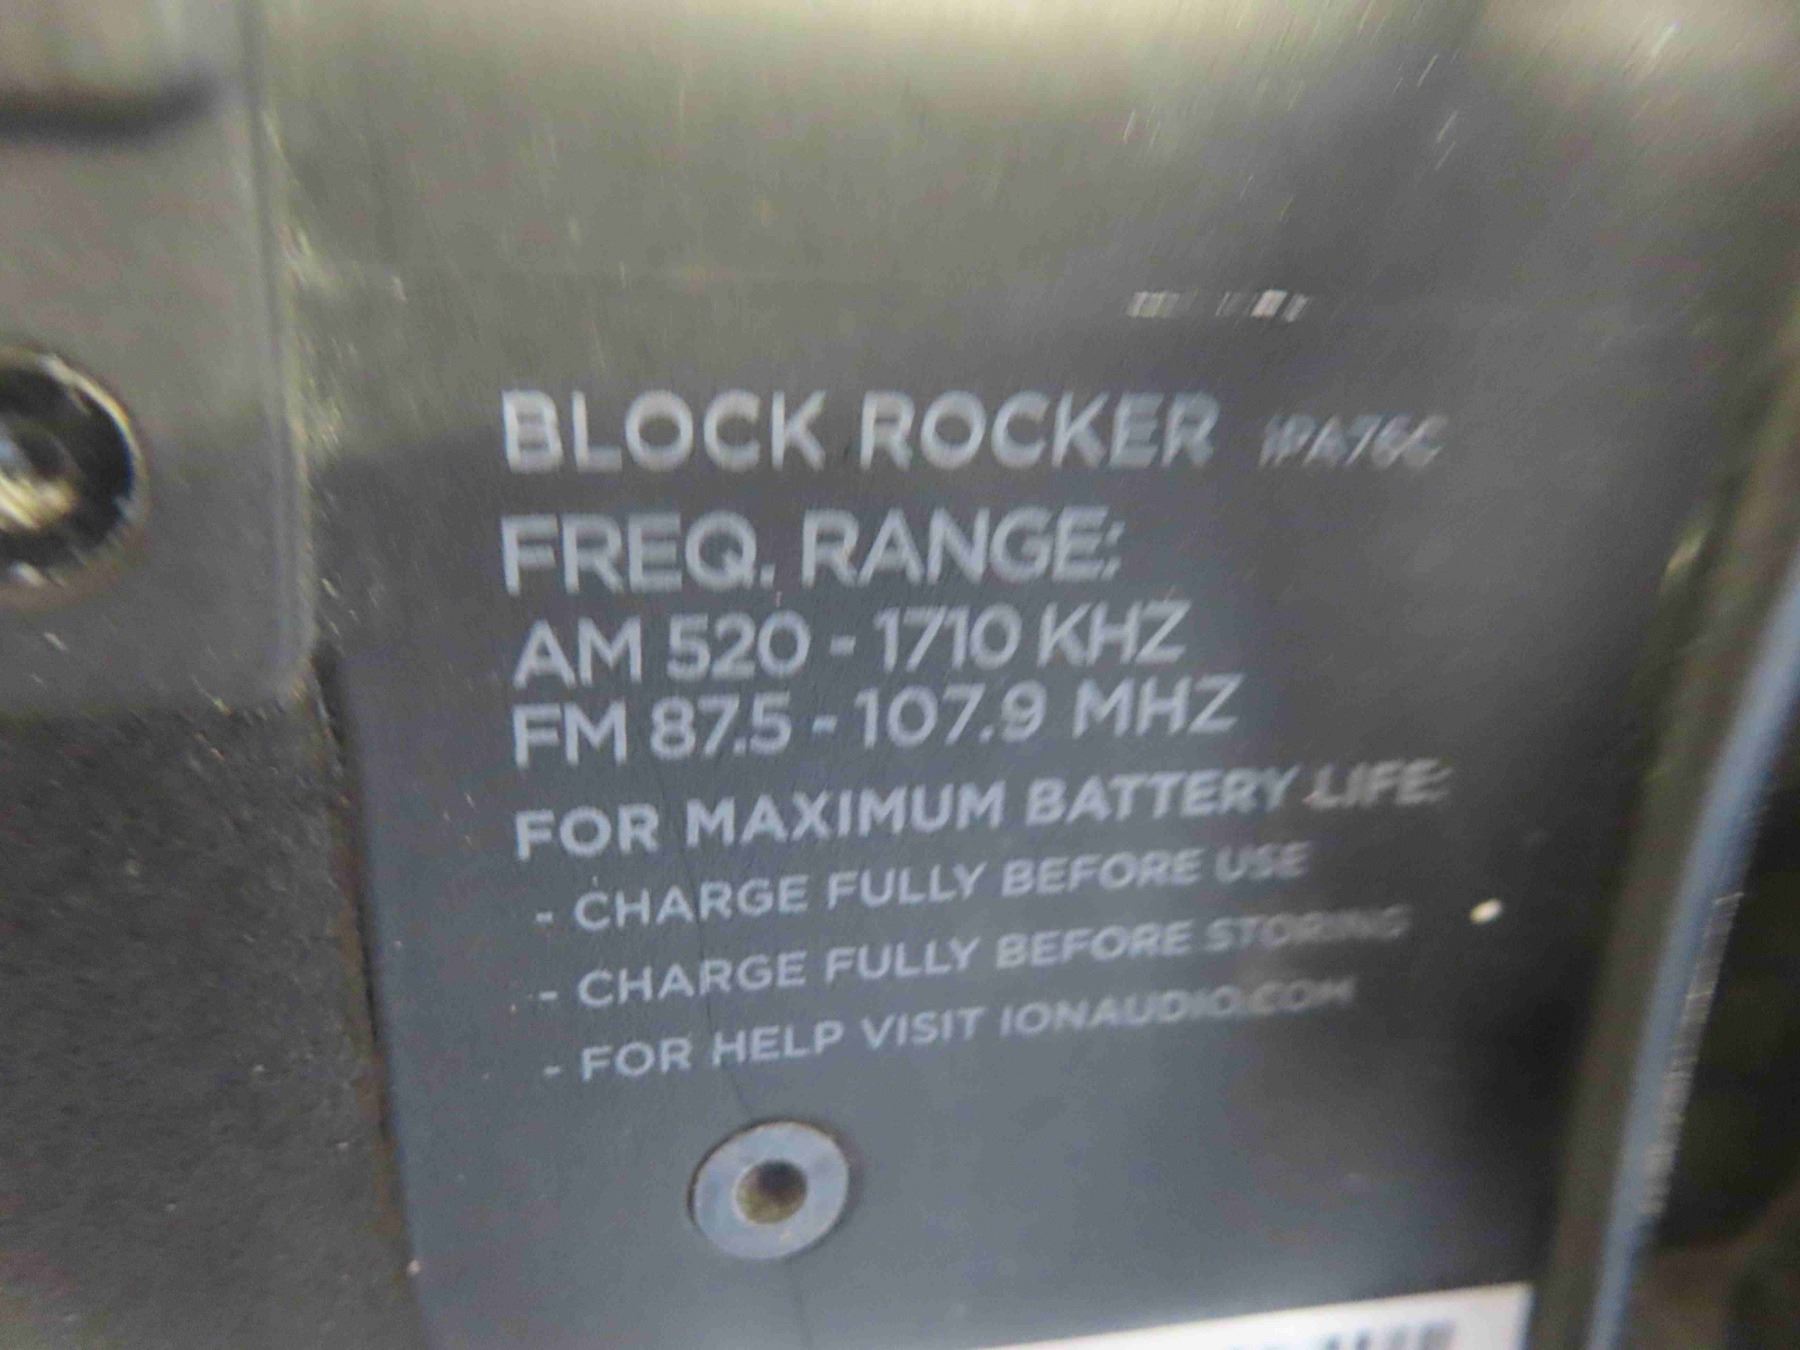 BLOCK ROCKER IPA76C
FREQ. RANGE:
AM 520 - 1710 KHZ
FM 87.5 - 107.9 MHZ
FOR MAXIMUM BATTERY LIFE:
- CHARGE FULLY BEFORE USE
- CHARGE FULLY BEFORE STORING
- FOR HELP VISIT IONAUDIO.COM